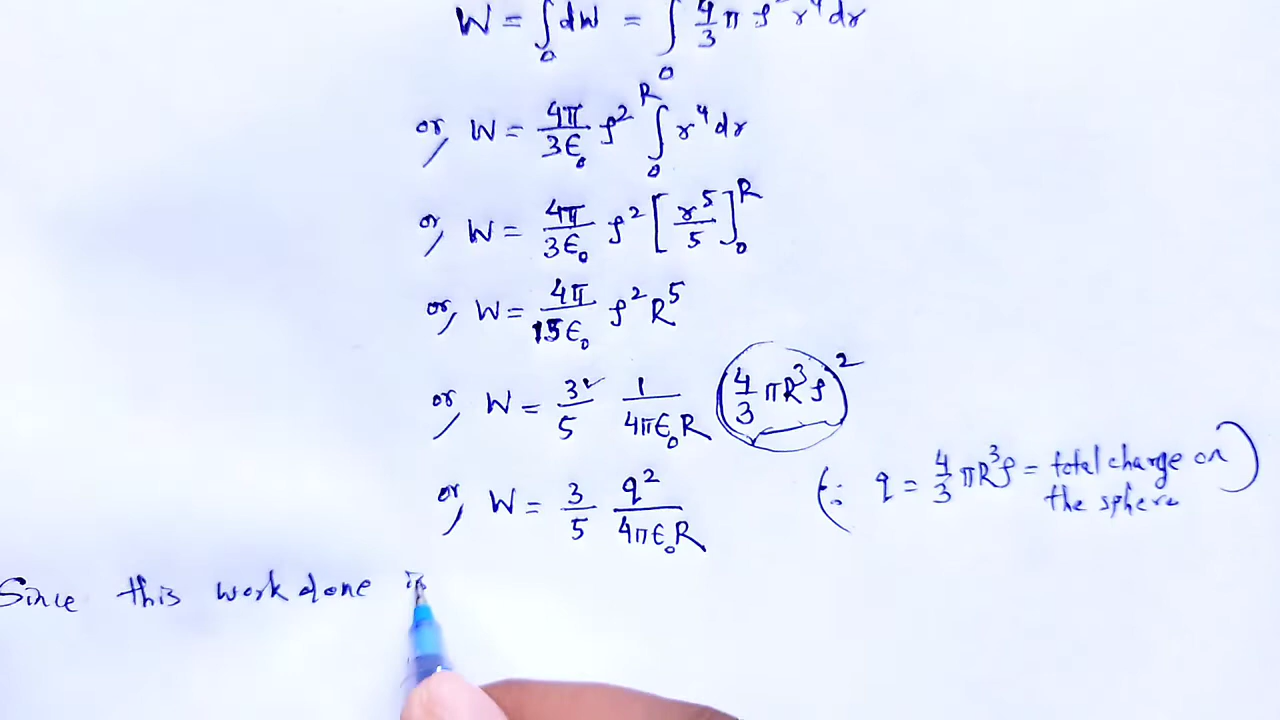 W = ∫₀ dW = ∫₀ 4/3 π ρ² r⁴ dr
or, W = 4π/3ϵ₀ ρ² ∫₀ᴿ r⁴ dr
or, W = 4π/3ϵ₀ ρ² [r⁵/5]₀ᴿ
or, W = 4π/15ϵ₀ ρ² R⁵
or, W = 3/5 1/4πϵ₀R (4/3 πR³ρ)²
or, W = 3/5 q²/4πϵ₀R (∵ q = 4/3 πR³ρ = total charge on
the sphere)
Since this work done